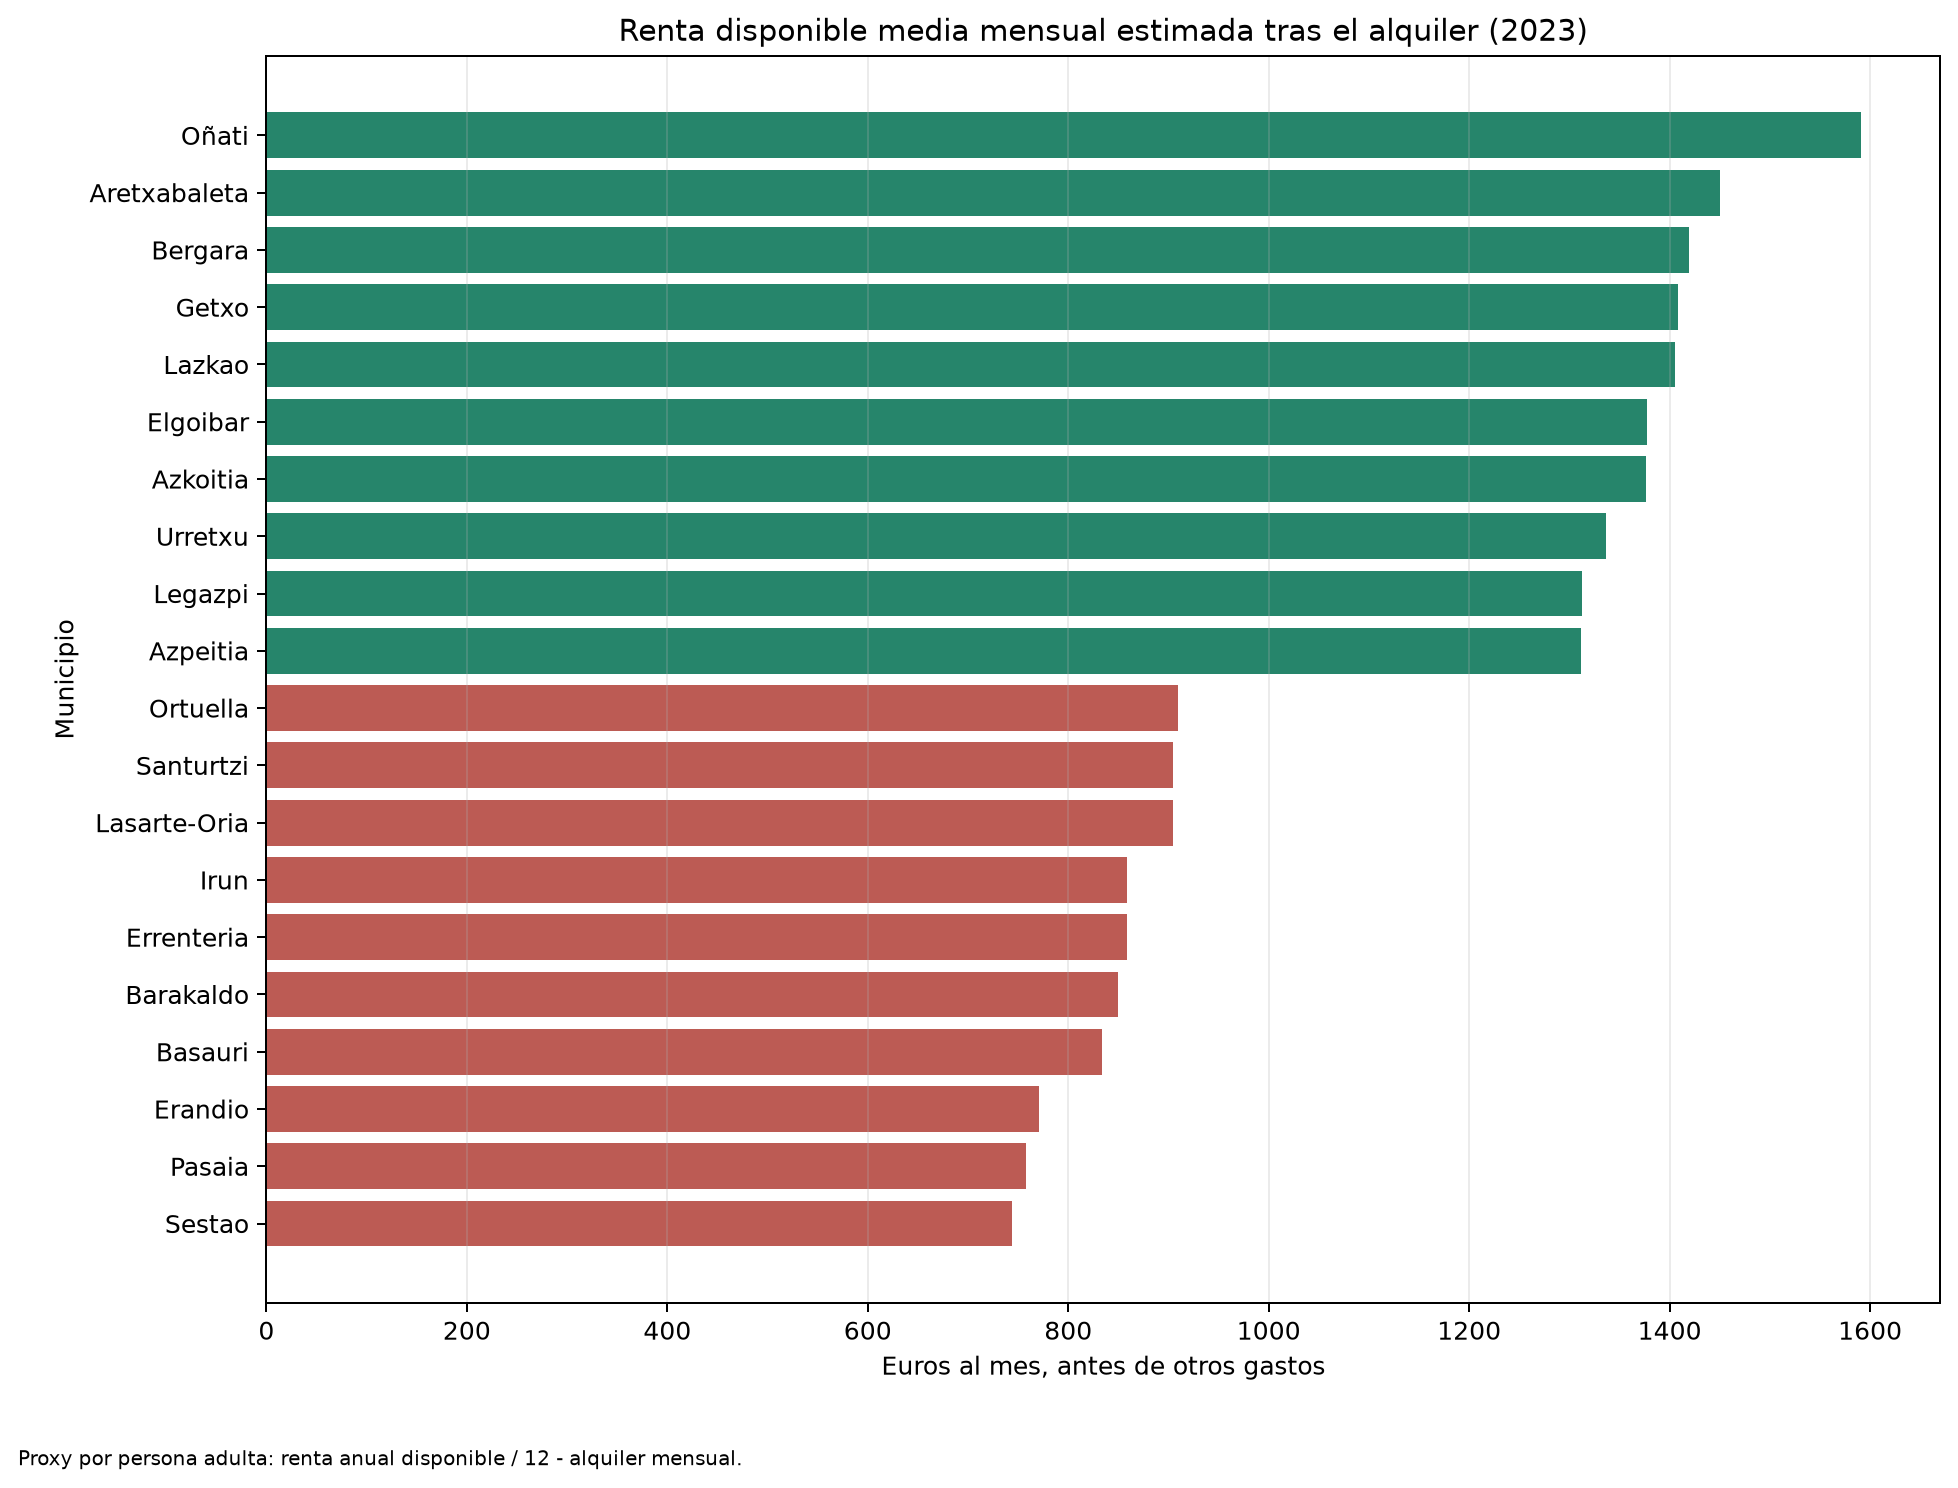 Renta disponible media mensual estimada tras el alquiler (2023)
Municipio
Oñati
Aretxabaleta
Bergara
Getxo
Lazkao
Elgoibar
Azkoitia
Urretxu
Legazpi
Azpeitia
Ortuella
Santurtzi
Lasarte-Oria
Irun
Errenteria
Barakaldo
Basauri
Erandio
Pasaia
Sestao
0 200 400 600 800 1000 1200 1400 1600
Euros al mes, antes de otros gastos
Proxy por persona adulta: renta anual disponible / 12 - alquiler mensual.